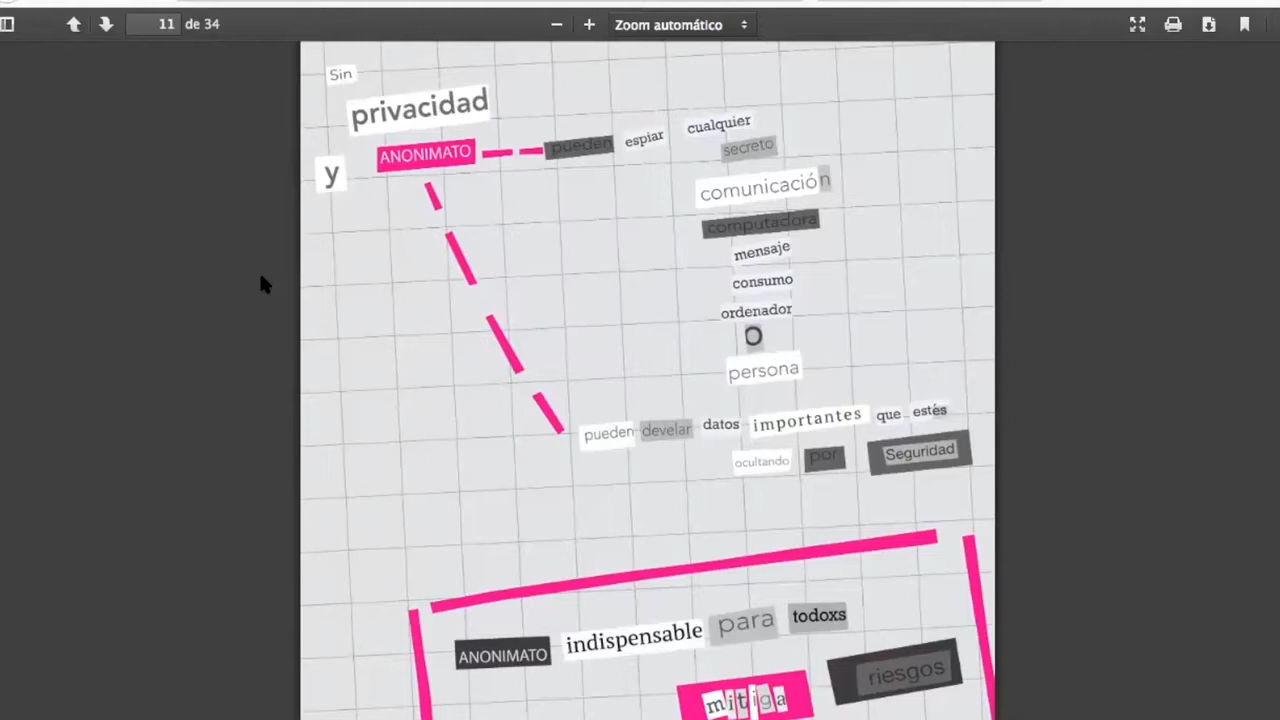 11 de 34
Zoom automático
Sin
privacidad
y ANONIMATO pueden espiar cualquier
secreto
comunicación
computadora
mensaje
consumo
ordenador
O
persona
pueden develar datos importantes que estés
ocultando por Seguridad
ANONIMATO indispensable para todoxs
mitiga riesgos